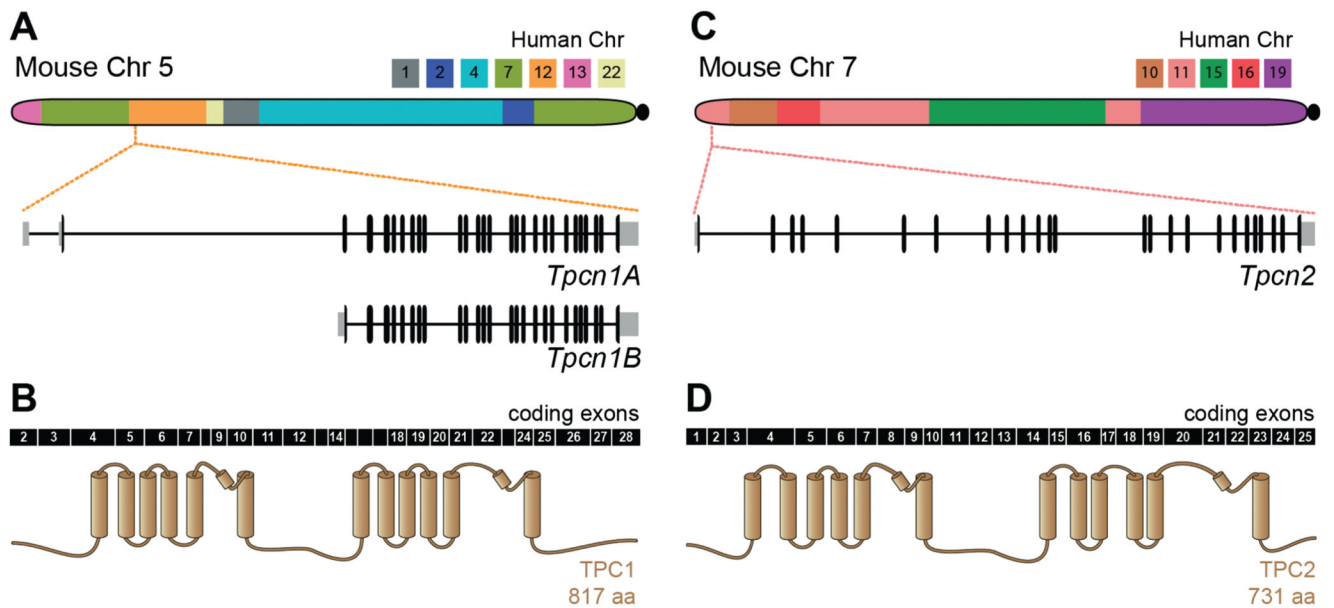 A
Mouse Chr 5
Human Chr
1 2 4 7 12 13 22
Tpcn1A
Tpcn1B
B
coding exons
2 3 4 5 6 7 9 10 11 12 14 18 19 20 21 22 24 25 26 27 28
TPC1
817 aa
C
Mouse Chr 7
Human Chr
10 11 15 16 19
Tpcn2
D
coding exons
1 2 3 4 5 6 7 8 9 10 11 12 13 14 15 16 17 18 19 20 21 22 23 24 25
TPC2
731 aa